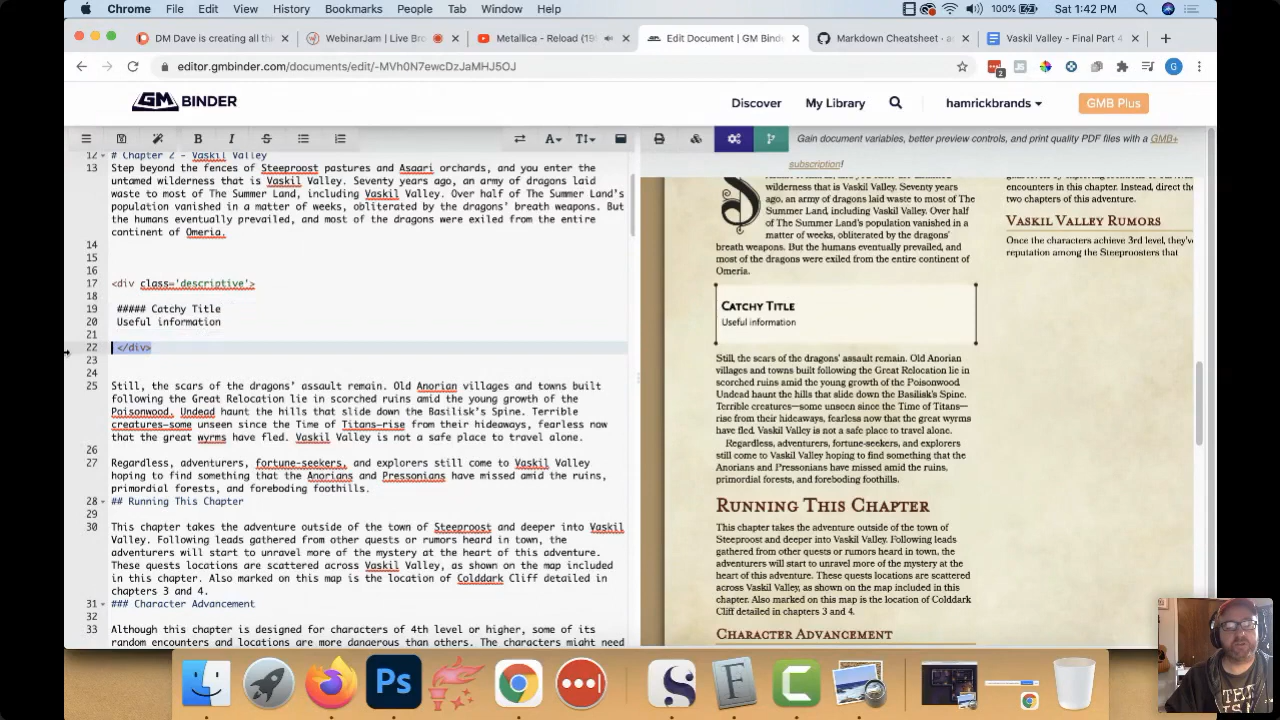 Chrome File Edit View History Bookmarks People Tab Window Help 100% Sat 1:42 PM
DM Dave is creating all th × WebinarJam | Live Bro × Metallica - Reload (19 × Edit Document | GM Binde × Markdown Cheatsheet · a × Vaskil Valley - Final Part 4 × +
editor.gmbinder.com/documents/edit/-MVh0N7ewcDzJaMHJ5OJ 2 G
GM BINDER Discover My Library hamrickbrands GMB Plus
B I S A T
Gain document variables, better preview controls, and print quality PDF files with a GMB+
subscription!
12 # Chapter 2 - Vaskil Valley
13 Step beyond the fences of Steeproost pastures and Asaari orchards, and you enter the
untamed wilderness that is Vaskil Valley. Seventy years ago, an army of dragons laid
waste to most of The Summer Land, including Vaskil Valley. Over half of The Summer Land's
population vanished in a matter of weeks, obliterated by the dragons' breath weapons. But
the humans eventually prevailed, and most of the dragons were exiled from the entire
continent of Omeria.
14
15
16
17 <div class='descriptive'>
18
19 ##### Catchy Title
20 Useful information
21
22 </div>
23
24
25 Still, the scars of the dragons' assault remain. Old Anorian villages and towns built
following the Great Relocation lie in scorched ruins amid the young growth of the
Poisonwood. Undead haunt the hills that slide down the Basilisk's Spine. Terrible
creatures—some unseen since the Time of Titans—rise from their hideaways, fearless now
that the great wyrms have fled. Vaskil Valley is not a safe place to travel alone.
26
27 Regardless, adventurers, fortune-seekers, and explorers still come to Vaskil Valley
hoping to find something that the Anorians and Pressonians have missed amid the ruins,
primordial forests, and foreboding foothills.
28 ## Running This Chapter
29
30 This chapter takes the adventure outside of the town of Steeproost and deeper into Vaskil
Valley. Following leads gathered from other quests or rumors heard in town, the
adventurers will start to unravel more of the mystery at the heart of this adventure.
These quests locations are scattered across Vaskil Valley, as shown on the map included
in this chapter. Also marked on this map is the location of Colddark Cliff detailed in
chapters 3 and 4.
31 ### Character Advancement
32
33 Although this chapter is designed for characters of 4th level or higher, some of its
random encounters and locations are more dangerous than others. The characters might need
S
wilderness that is Vaskil Valley. Seventy years
ago, an army of dragons laid waste to most of The
Summer Land, including Vaskil Valley. Over half
of The Summer Land's population vanished in a
matter of weeks, obliterated by the dragons'
breath weapons. But the humans eventually prevailed, and
most of the dragons were exiled from the entire continent of
Omeria.
Catchy Title
Useful information
Still, the scars of the dragons' assault remain. Old Anorian
villages and towns built following the Great Relocation lie in
scorched ruins amid the young growth of the Poisonwood.
Undead haunt the hills that slide down the Basilisk's Spine.
Terrible creatures—some unseen since the Time of Titans—
rise from their hideaways, fearless now that the great wyrms
have fled. Vaskil Valley is not a safe place to travel alone.
Regardless, adventurers, fortune-seekers, and explorers
still come to Vaskil Valley hoping to find something that the
Anorians and Pressonians have missed amid the ruins,
primordial forests, and foreboding foothills.
Running This Chapter
This chapter takes the adventure outside of the town of
Steeproost and deeper into Vaskil Valley. Following leads
gathered from other quests or rumors heard in town, the
adventurers will start to unravel more of the mystery at the
heart of this adventure. These quests locations are scattered
across Vaskil Valley, as shown on the map included in this
chapter. Also marked on this map is the location of Colddark
Cliff detailed in chapters 3 and 4.
Character Advancement
encounters in this chapter. Instead, direct the
two chapters of this adventure.
Vaskil Valley Rumors
Once the characters achieve 3rd level, they've
reputation among the Steeproosters that
Ps